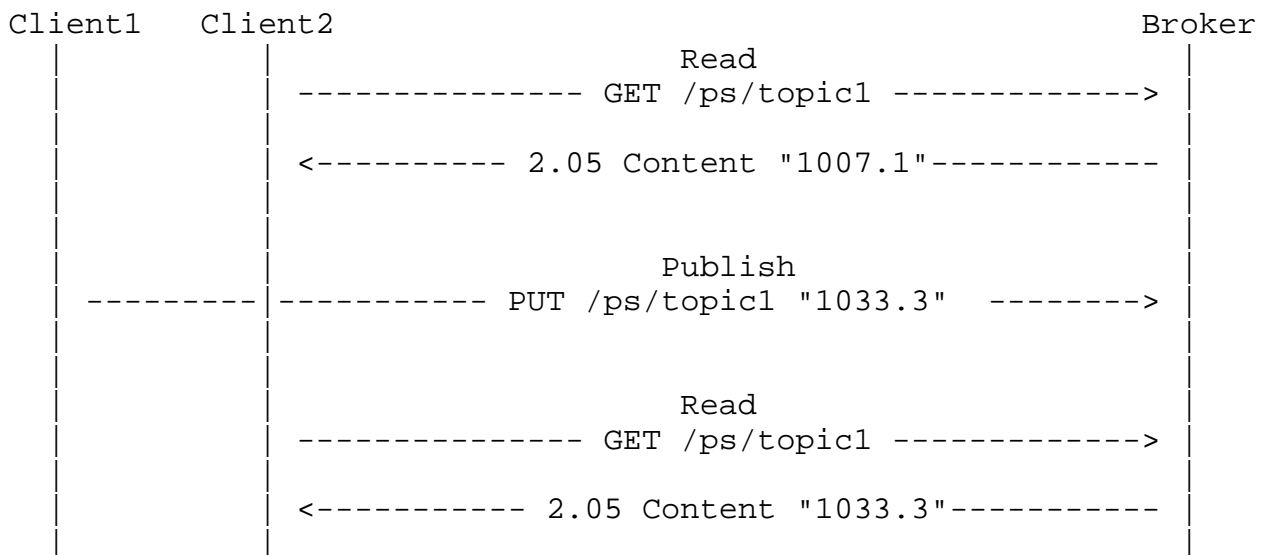 Client1   Client2                                          Broker
  |          |                     Read                      |
  |          | --------------- GET /ps/topic1 -------------> |
  |          |                                               |
  |          | <---------- 2.05 Content "1007.1"------------ |
  |          |                                               |
  |          |                                               |
  |          |                    Publish                    |
  | ---------|----------- PUT /ps/topic1 "1033.3"  --------> |
  |          |                                               |
  |          |                                               |
  |          |                     Read                      |
  |          | --------------- GET /ps/topic1 -------------> |
  |          |                                               |
  |          | <----------- 2.05 Content "1033.3"----------- |
  |          |                                               |